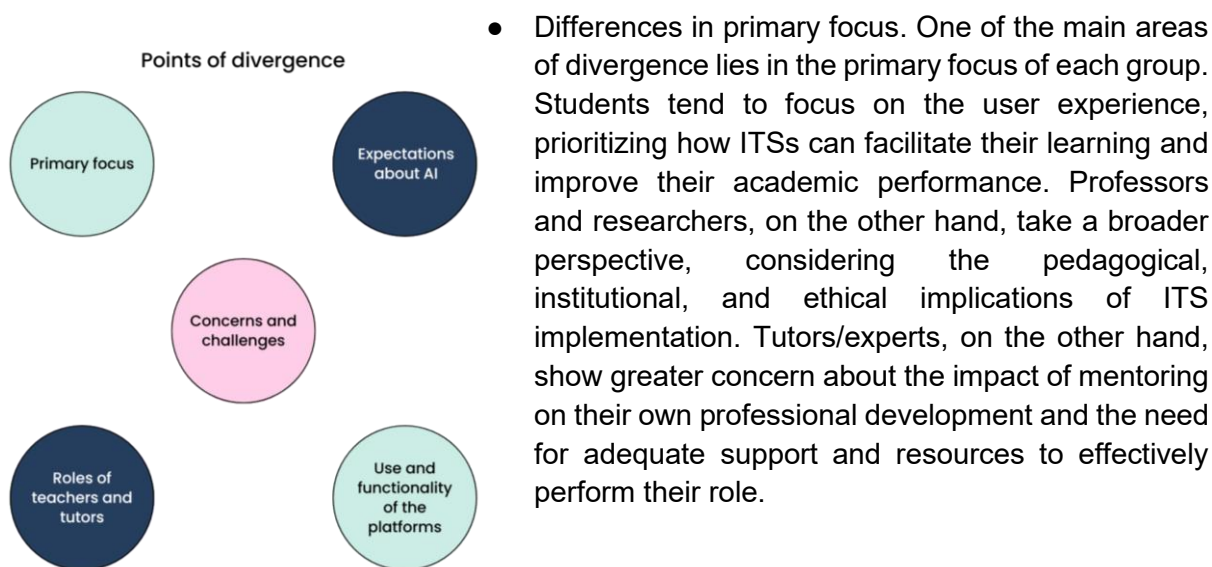 Points of divergence
Primary focus
Expectations
about AI
Concerns and
challenges
Roles of
teachers and
tutors
Use and
functionality
of the
platforms
● Differences in primary focus. One of the main areas
of divergence lies in the primary focus of each group.
Students tend to focus on the user experience,
prioritizing how ITSs can facilitate their learning and
improve their academic performance. Professors
and researchers, on the other hand, take a broader
perspective, considering the pedagogical,
institutional, and ethical implications of ITS
implementation. Tutors/experts, on the other hand,
show greater concern about the impact of mentoring
on their own professional development and the need
for adequate support and resources to effectively
perform their role.